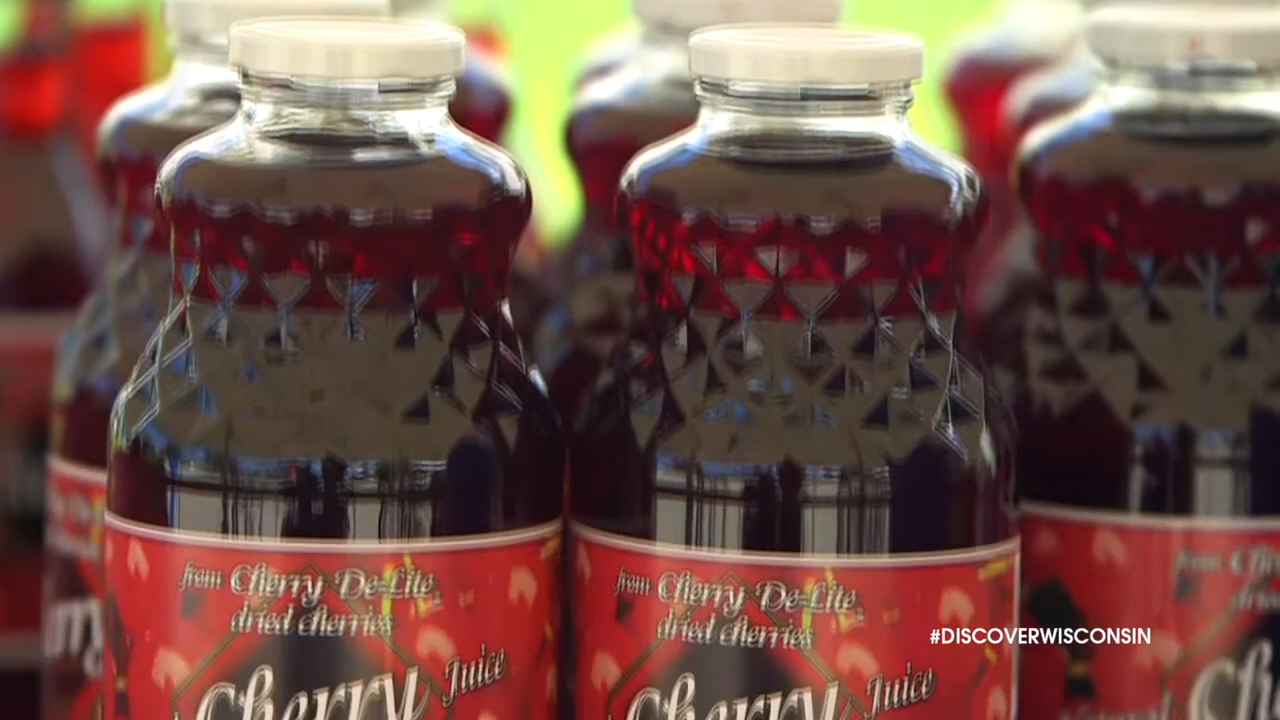 from Cherry De-Lite
dried cherries
Cherry Juice
from Cherry De-Lite
dried cherries
Cherry Juice
#DISCOVERWISCONSIN